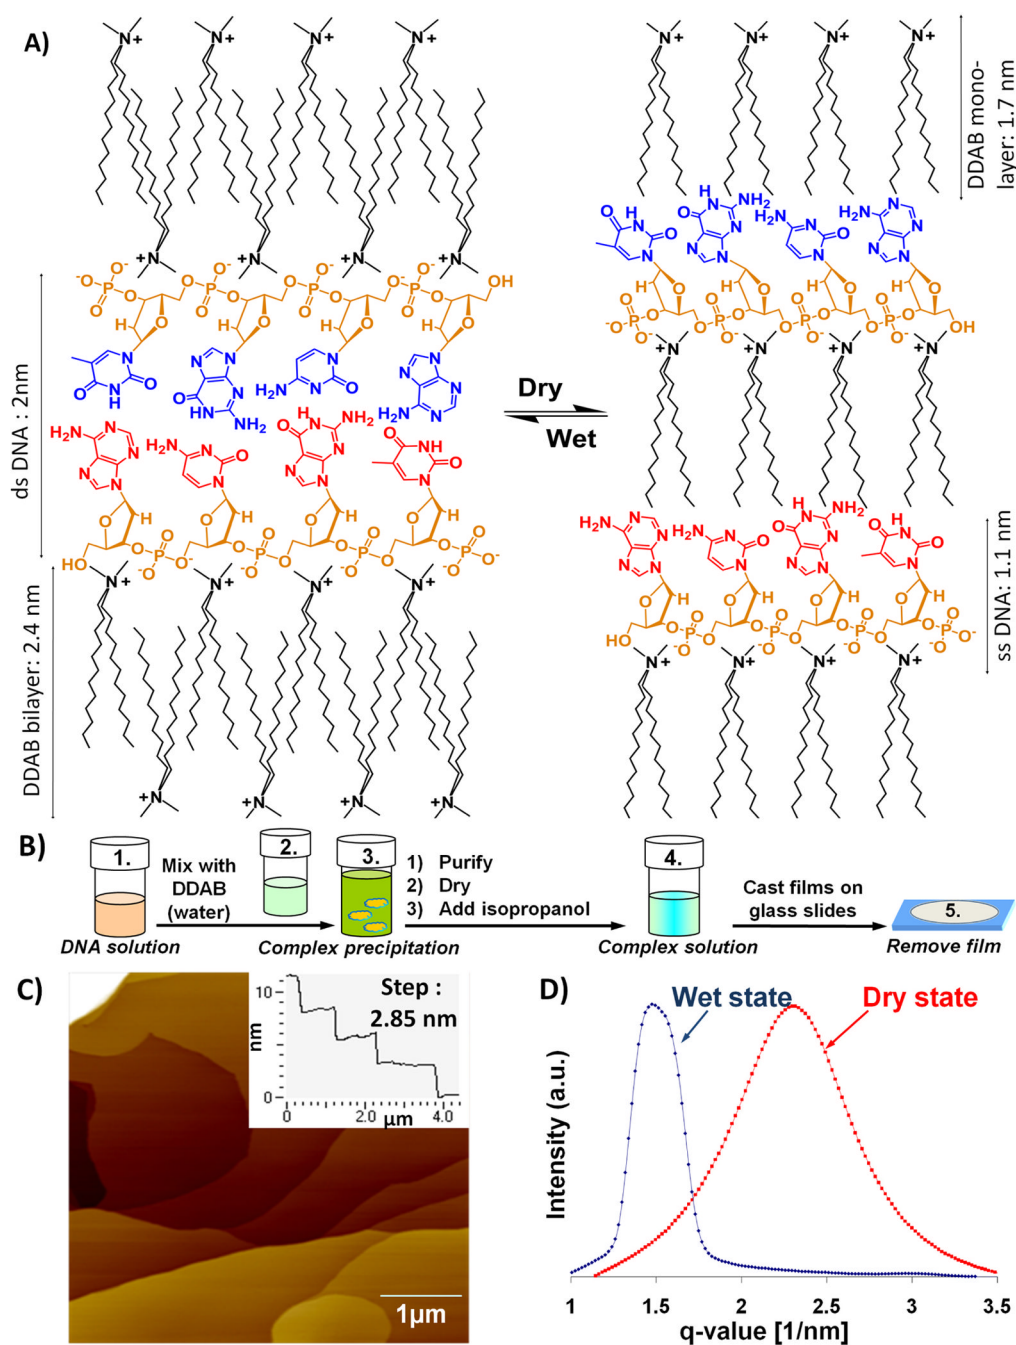 A)
ds DNA : 2nm
DDAB bilayer: 2.4 nm
Dry
Wet
DDAB mono-
layer: 1.7 nm
ss DNA: 1.1 nm
B)
1.
DNA solution
Mix with
DDAB
(water)
2.
3.
Complex precipitation
1) Purify
2) Dry
3) Add isopropanol
4.
Complex solution
Cast films on
glass slides
5.
Remove film
C)
Step :
2.85 nm
10
nm
0
0
2.0
4.0
µm
1µm
D)
Wet state
Dry state
Intensity (a.u.)
1
1.5
2
2.5
3
3.5
q-value [1/nm]